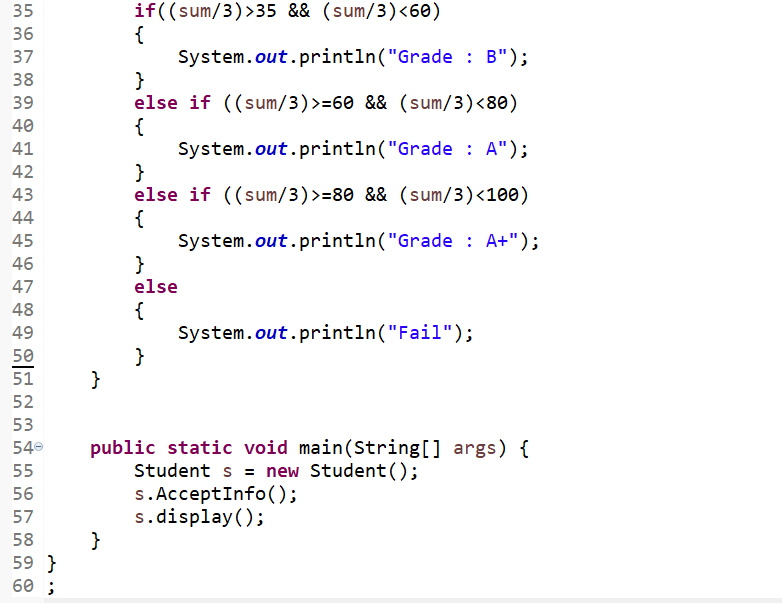 35 if((sum/3)>35 && (sum/3)<60)
36 {
37 System.out.println("Grade : B");
38 }
39 else if ((sum/3)>=60 && (sum/3)<80)
40 {
41 System.out.println("Grade : A");
42 }
43 else if ((sum/3)>=80 && (sum/3)<100)
44 {
45 System.out.println("Grade : A+");
46 }
47 else
48 {
49 System.out.println("Fail");
50 }
51 }
52
53
54 public static void main(String[] args) {
55 Student s = new Student();
56 s.AcceptInfo();
57 s.display();
58 }
59 }
60 ;